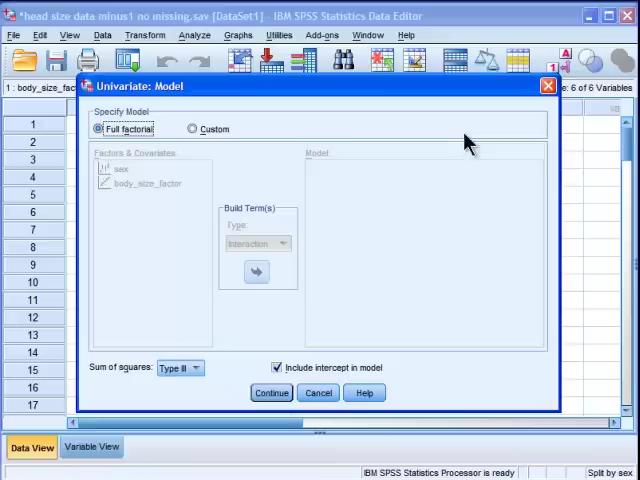 *head size data minus1 no missing.sav [DataSet1] - IBM SPSS Statistics Data Editor
File Edit View Data Transform Analyze Graphs Utilities Add-ons Window Help
1 : body_size_fac
e: 6 of 6 Variables
Univariate: Model
Specify Model
Full factorial
Custom
Factors & Covariates:
Model:
sex
body_size_factor
Build Term(s)
Type:
Interaction
Sum of squares: Type III
Include intercept in model
Continue Cancel Help
1
2
3
4
5
6
7
8
9
10
11
12
13
14
15
16
17
Data View Variable View
IBM SPSS Statistics Processor is ready Split by sex